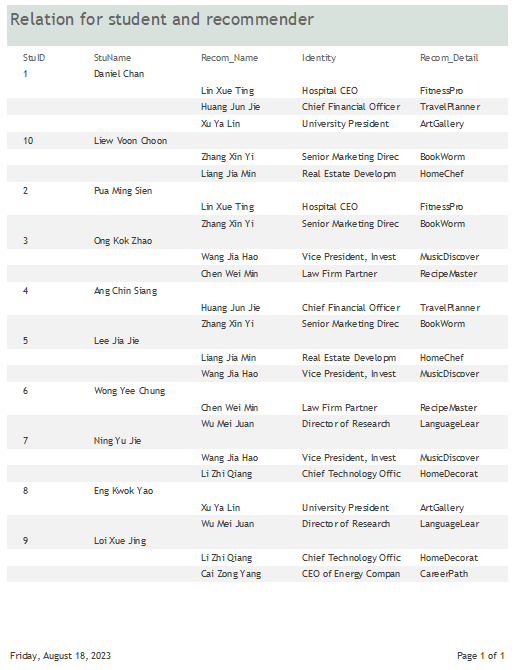 Relation for student and recommender
StuID StuName Recom_Name Identity Recom_Detail
1 Daniel Chan
Lin Xue Ting Hospital CEO FitnessPro
Huang Jun Jie Chief Financial Officer TravelPlanner
Xu Ya Lin University President ArtGallery
10 Liew Voon Choon
Zhang Xin Yi Senior Marketing Direc BookWorm
Liang Jia Min Real Estate Developm HomeChef
2 Pua Ming Sien
Lin Xue Ting Hospital CEO FitnessPro
Zhang Xin Yi Senior Marketing Direc BookWorm
3 Ong Kok Zhao
Wang Jia Hao Vice President, Invest MusicDiscover
Chen Wei Min Law Firm Partner RecipeMaster
4 Ang Chin Siang
Huang Jun Jie Chief Financial Officer TravelPlanner
Zhang Xin Yi Senior Marketing Direc BookWorm
5 Lee Jia Jie
Liang Jia Min Real Estate Developm HomeChef
Wang Jia Hao Vice President, Invest MusicDiscover
6 Wong Yee Chung
Chen Wei Min Law Firm Partner RecipeMaster
Wu Mei Juan Director of Research LanguageLear
7 Ning Yu Jie
Wang Jia Hao Vice President, Invest MusicDiscover
Li Zhi Qiang Chief Technology Offic HomeDecorat
8 Eng Kwok Yao
Xu Ya Lin University President ArtGallery
Wu Mei Juan Director of Research LanguageLear
9 Loi Xue Jing
Li Zhi Qiang Chief Technology Offic HomeDecorat
Cai Zong Yang CEO of Energy Compan CareerPath
Friday, August 18, 2023 Page 1 of 1